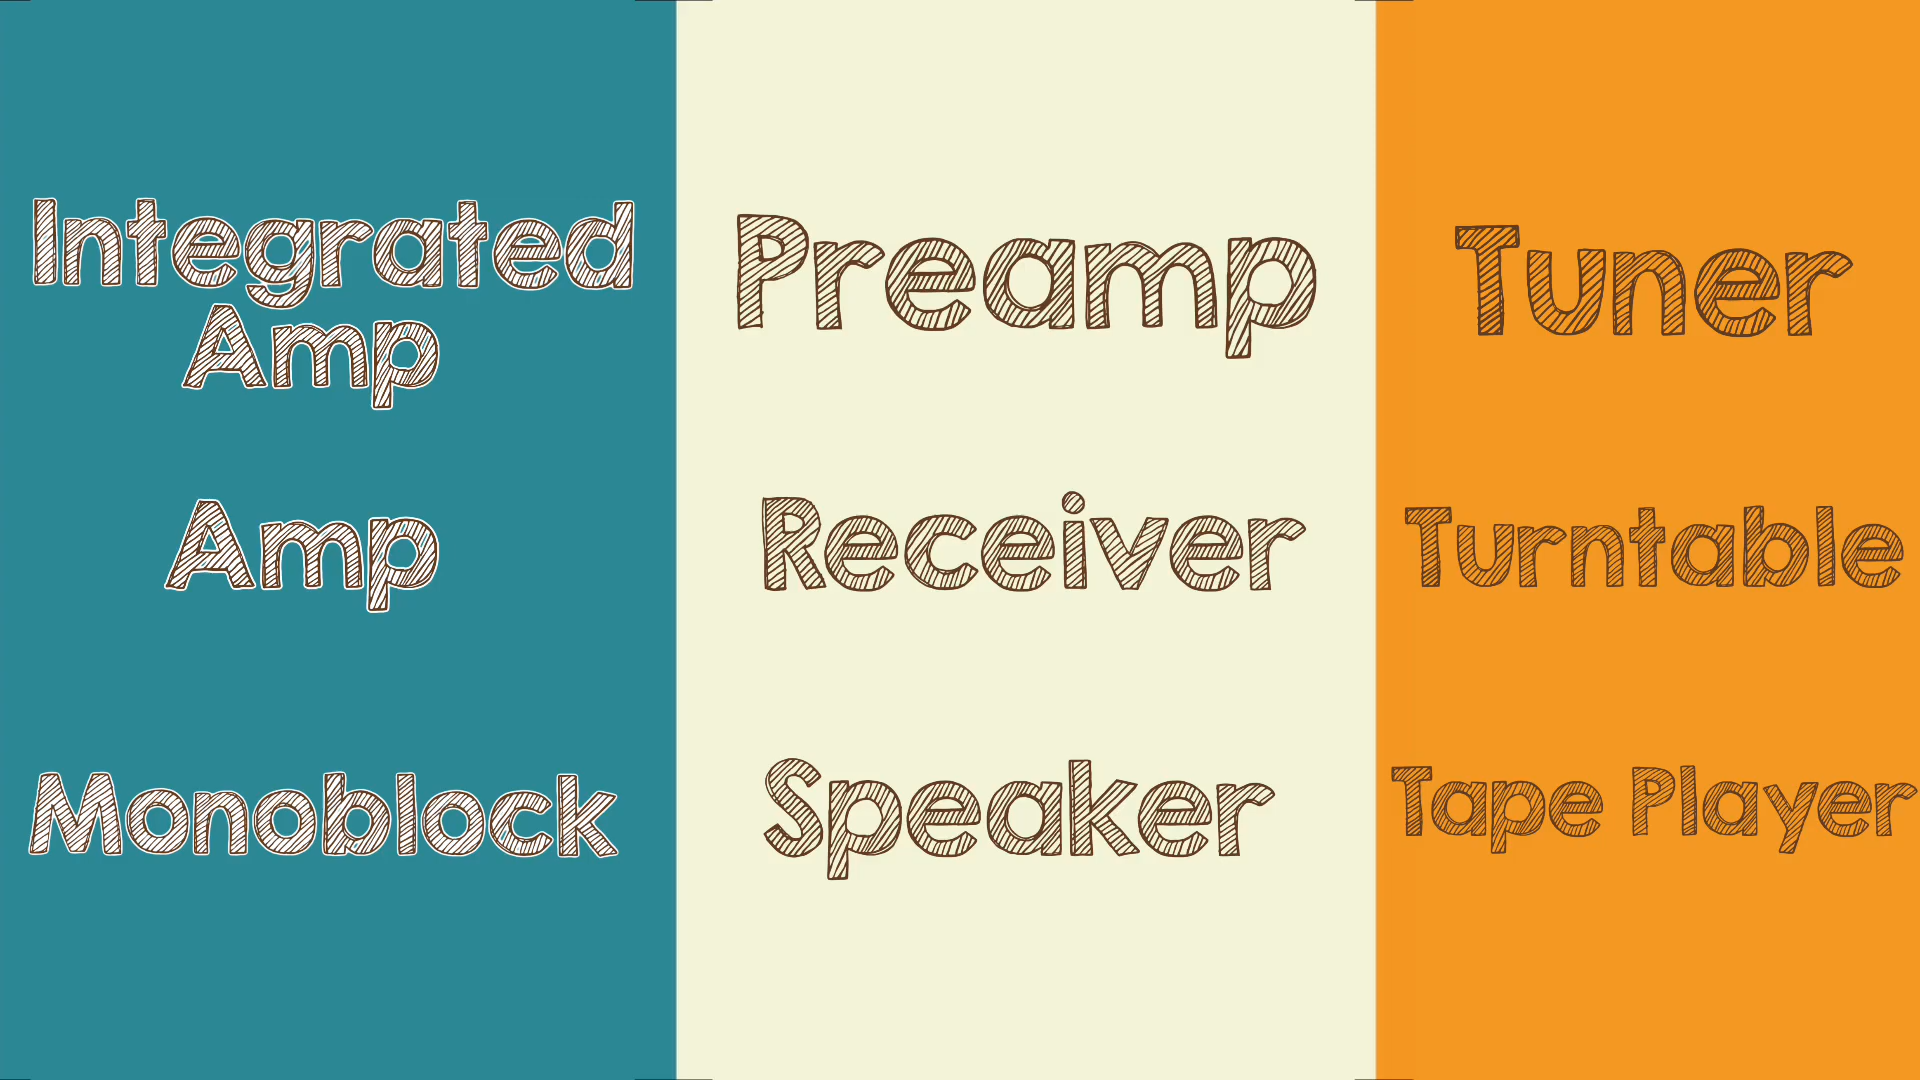 Integrated
Amp
Amp
Monoblock
Preamp
Receiver
Speaker
Tuner
Turntable
Tape Player